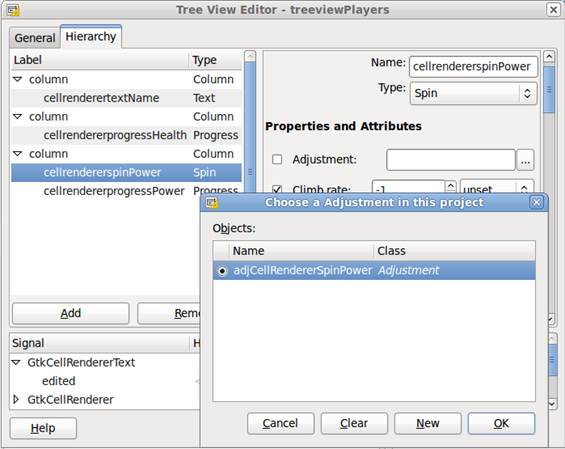 Tree View Editor - treeviewPlayers
General Hierarchy
Label Type
column Column
cellrenderertextName Text
column Column
cellrendererprogressHealth Progress
column Column
cellrendererspinPower Spin
cellrendererprogressPower Progress
Add
Signal
GtkCellRendererText
edited
GtkCellRenderer
Help
Name: cellrendererspinPower
Type: Spin
Properties and Attributes
Adjustment: ...
Climb rate: -1 unset
Choose a Adjustment in this project
Objects:
Name Class
adjCellRendererSpinPower Adjustment
Cancel Clear New OK